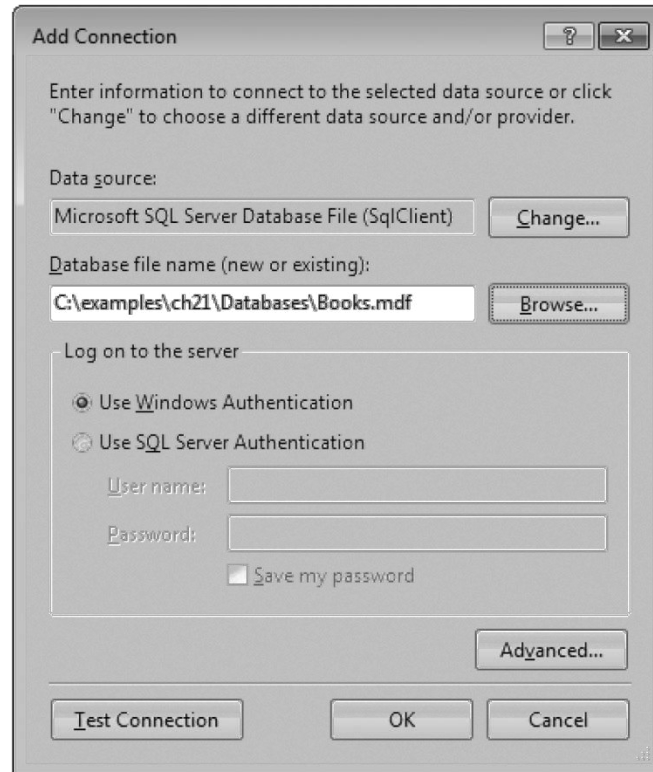 Add Connection
?
Enter information to connect to the selected data source or click
"Change" to choose a different data source and/or provider.
Data source:
Microsoft SQL Server Database File (SqlClient)
Change...
Database file name (new or existing):
C:\examples\ch21\Databases\Books.mdf
Browse...
Log on to the server
Use Windows Authentication
Use SQL Server Authentication
User name:
Password:
Save my password
Advanced...
Test Connection
OK
Cancel